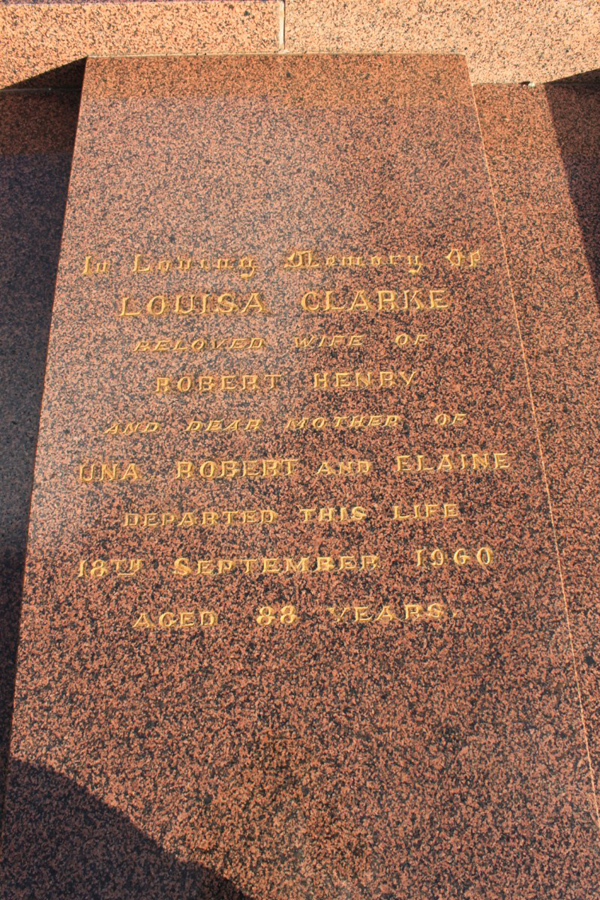 In Loving Memory Of
LOUISA CLARKE
BELOVED WIFE OF
ROBERT HENRY
AND DEAR MOTHER OF
UNA, ROBERT AND ELAINE
DEPARTED THIS LIFE
18TH SEPTEMBER 1960
AGED 88 YEARS.